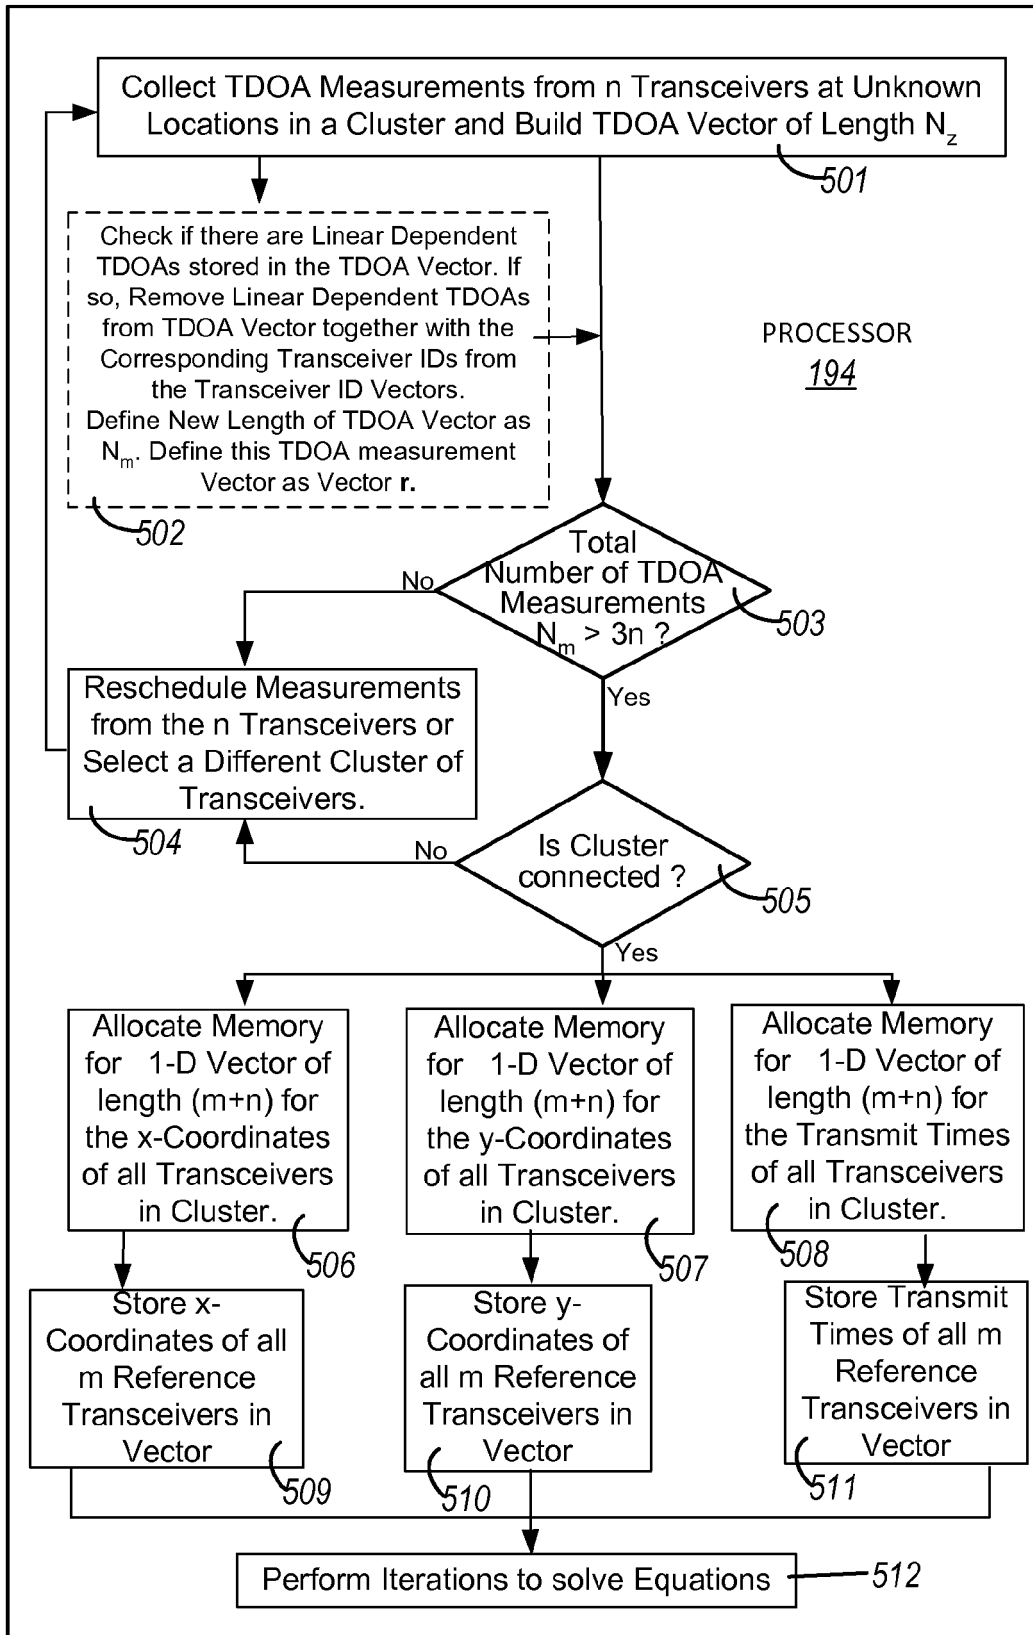 Collect TDOA Measurements from n Transceivers at Unknown
Locations in a Cluster and Build TDOA Vector of Length N_z
501
Check if there are Linear Dependent
TDOAs stored in the TDOA Vector. If
so, Remove Linear Dependent TDOAs
from TDOA Vector together with the
Corresponding Transceiver IDs from
the Transceiver ID Vectors.
Define New Length of TDOA Vector as
N_m. Define this TDOA measurement
Vector as Vector r.
502
PROCESSOR
194
Total
Number of TDOA
Measurements
N_m > 3n ?
503
No
Yes
Reschedule Measurements
from the n Transceivers or
Select a Different Cluster of
Transceivers.
504
Is Cluster
connected ?
505
No
Yes
Allocate Memory
for 1-D Vector of
length (m+n) for
the x-Coordinates
of all Transceivers
in Cluster.
506
Allocate Memory
for 1-D Vector of
length (m+n) for
the y-Coordinates
of all Transceivers
in Cluster.
507
Allocate Memory
for 1-D Vector of
length (m+n) for
the Transmit Times
of all Transceivers
in Cluster.
508
Store x-
Coordinates of all
m Reference
Transceivers in
Vector
509
Store y-
Coordinates of
all m Reference
Transceivers in
Vector
510
Store Transmit
Times of all m
Reference
Transceivers in
Vector
511
Perform Iterations to solve Equations
512